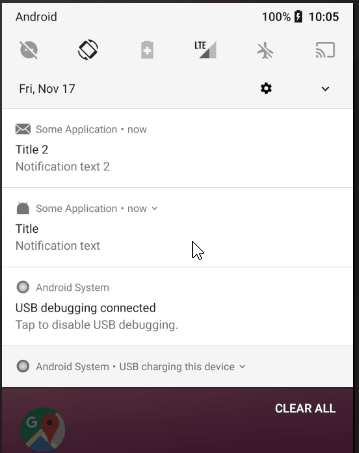 Android 100% 10:05
LTE
Fri, Nov 17
Some Application • now
Title 2
Notification text 2
Some Application • now
Title
Notification text
Android System
USB debugging connected
Tap to disable USB debugging.
Android System • USB charging this device
CLEAR ALL
G